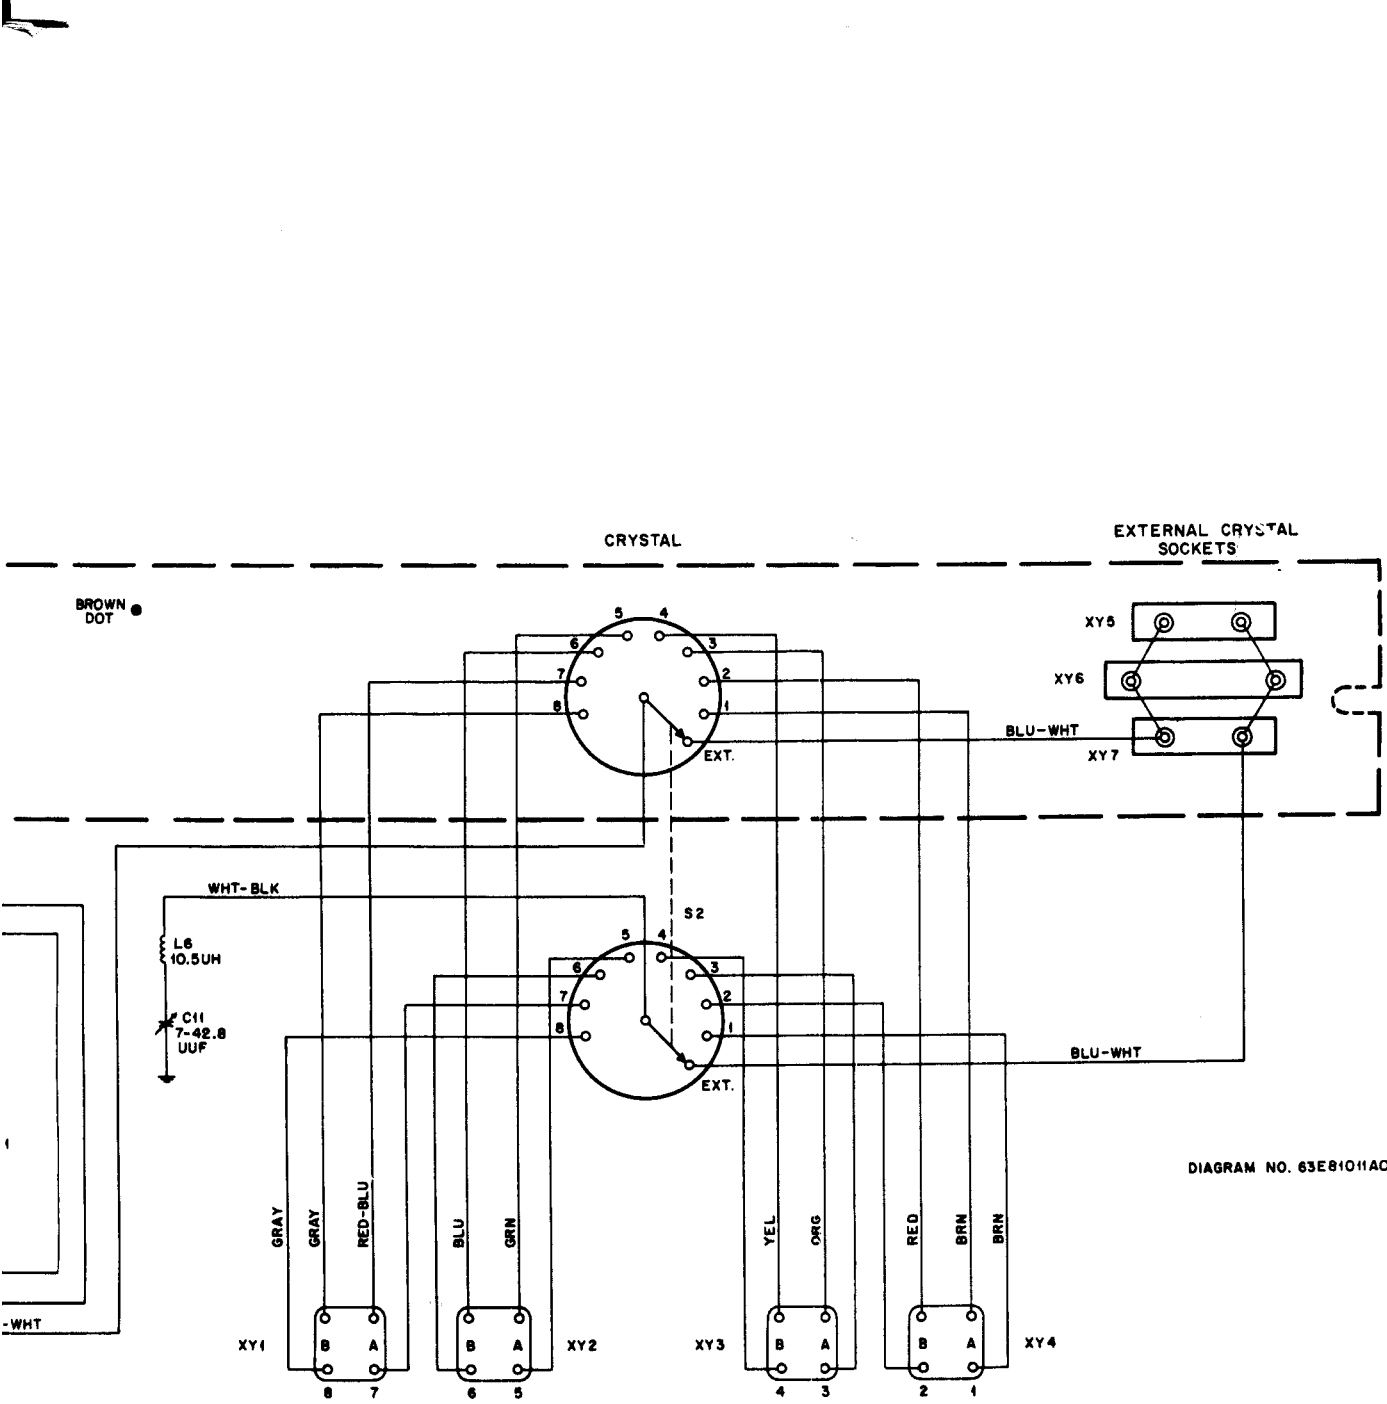 CRYSTAL
EXTERNAL CRYSTAL
SOCKETS
BROWN
DOT
5
4
6
3
7
2
8
1
EXT.
XY5
XY6
XY7
BLU-WHT
WHT-BLK
S2
L6
10.5UH
C11
7-42.8
UUF
5
4
6
3
7
2
8
1
EXT.
BLU-WHT
DIAGRAM NO. 63E81011A
GRAY
GRAY
RED-BLU
BLU
GRN
YEL
ORG
RED
BRN
BRN
-WHT
XY1
B
A
8
7
B
A
XY2
6
5
XY3
B
A
4
3
B
A
XY4
2
1